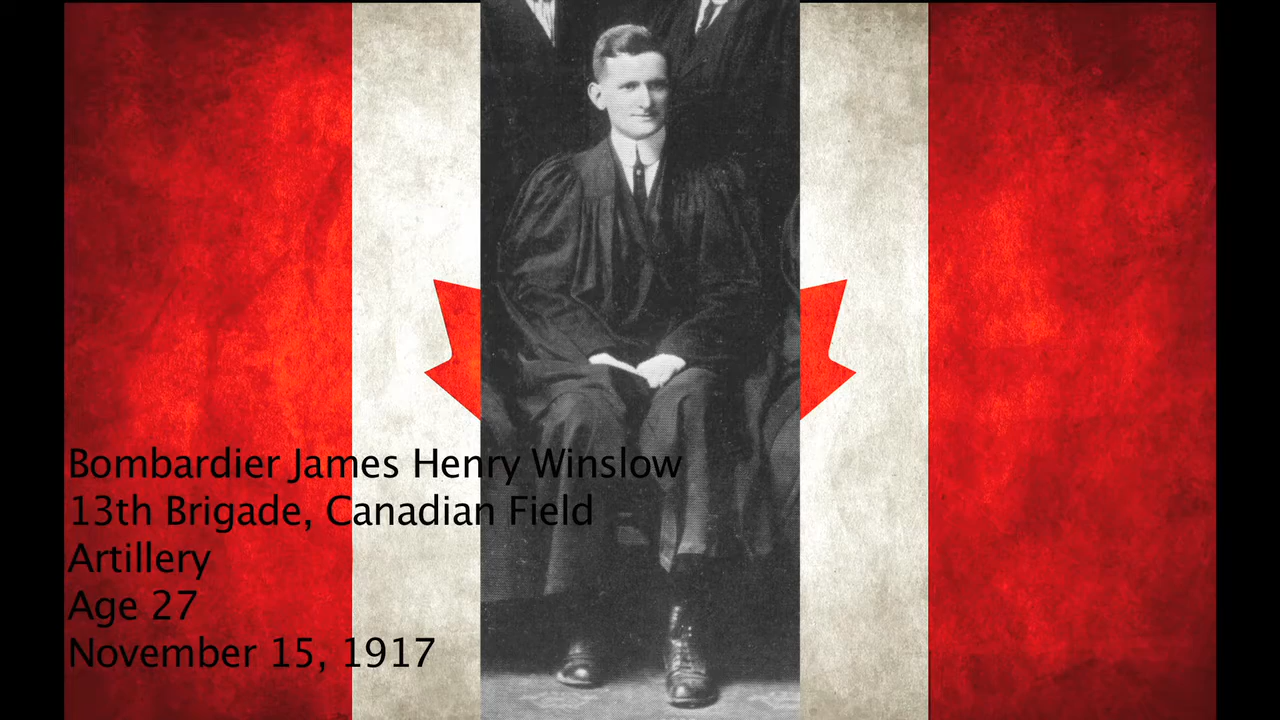 Bombardier James Henry Winslow
13th Brigade, Canadian Field
Artillery
Age 27
November 15, 1917